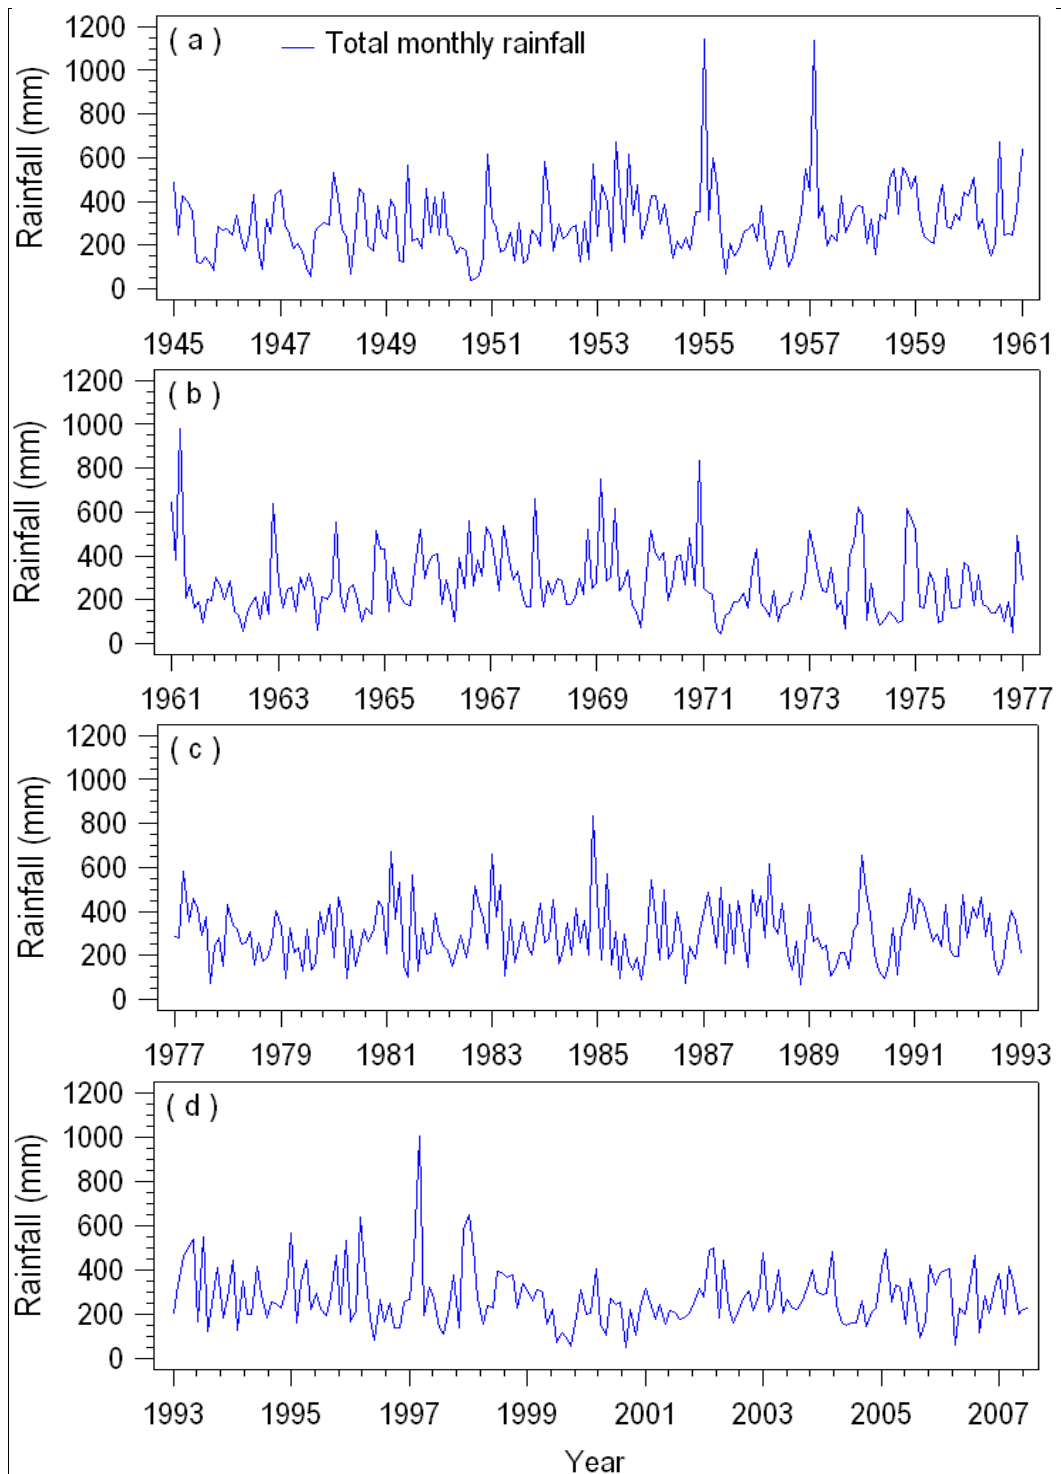 ( a )
Total monthly rainfall
Rainfall (mm)
1200
1000
800
600
400
200
0
1945 1947 1949 1951 1953 1955 1957 1959 1961
( b )
Rainfall (mm)
1200
1000
800
600
400
200
0
1961 1963 1965 1967 1969 1971 1973 1975 1977
( c )
Rainfall (mm)
1200
1000
800
600
400
200
0
1977 1979 1981 1983 1985 1987 1989 1991 1993
( d )
Rainfall (mm)
1200
1000
800
600
400
200
0
1993 1995 1997 1999 2001 2003 2005 2007
Year